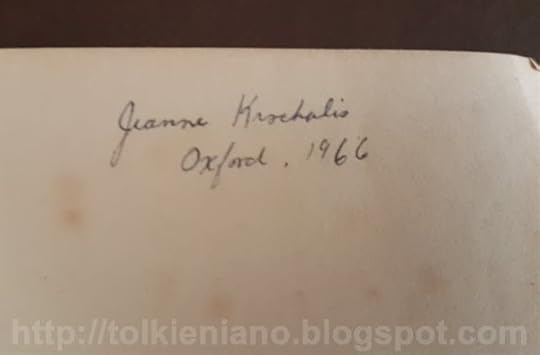 Jeanne Krochalis
Oxford. 1966
http://tolkieniano.blogspot.com